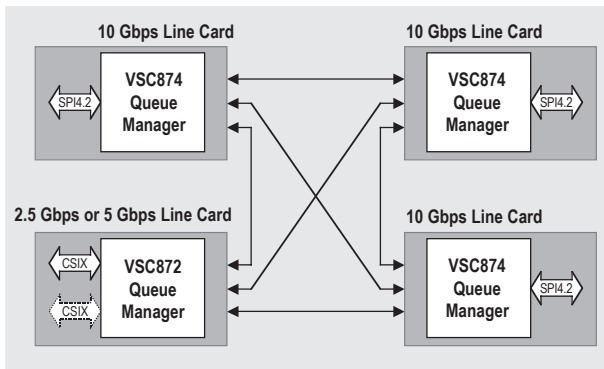 10 Gbps Line Card
VSC874
Queue
Manager
SPI4.2
10 Gbps Line Card
VSC874
Queue
Manager
SPI4.2
2.5 Gbps or 5 Gbps Line Card
CSIX
CSIX
VSC872
Queue
Manager
10 Gbps Line Card
VSC874
Queue
Manager
SPI4.2